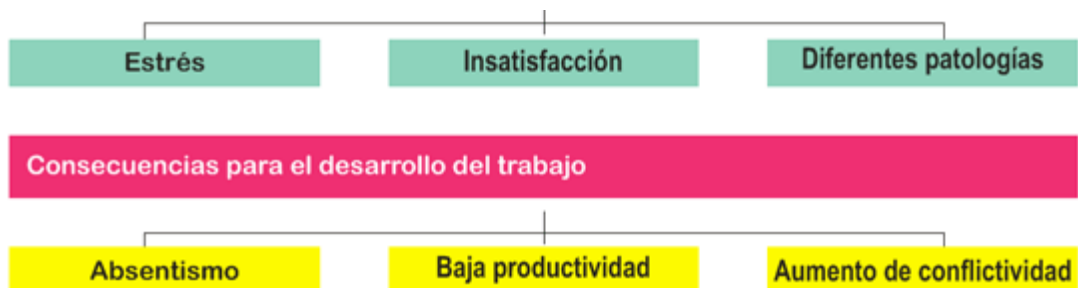 Estrés
Insatisfacción
Diferentes patologías
Consecuencias para el desarrollo del trabajo
Absentismo
Baja productividad
Aumento de conflictividad